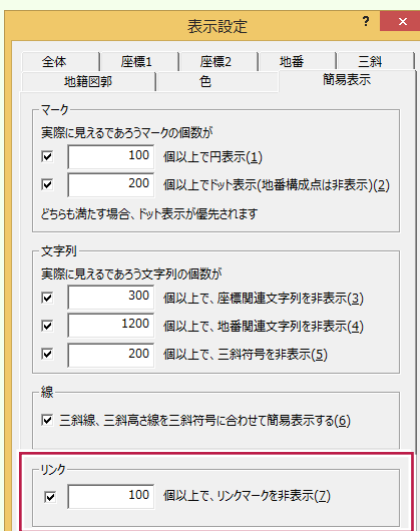 表示設定
? ×
全体 座標1 座標2 地番 三斜
地籍図郭 色 簡易表示
マーク
実際に見えるであろうマークの個数が
100 個以上で円表示(1)
200 個以上でドット表示(地番構成点は非表示)(2)
どちらも満たす場合、ドット表示が優先されます
文字列
実際に見えるであろう文字列の個数が
300 個以上で、座標関連文字列を非表示(3)
1200 個以上で、地番関連文字列を非表示(4)
200 個以上で、三斜符号を非表示(5)
線
三斜線、三斜高さ線を三斜符号に合わせて簡易表示する(6)
リンク
100 個以上で、リンクマークを非表示(7)